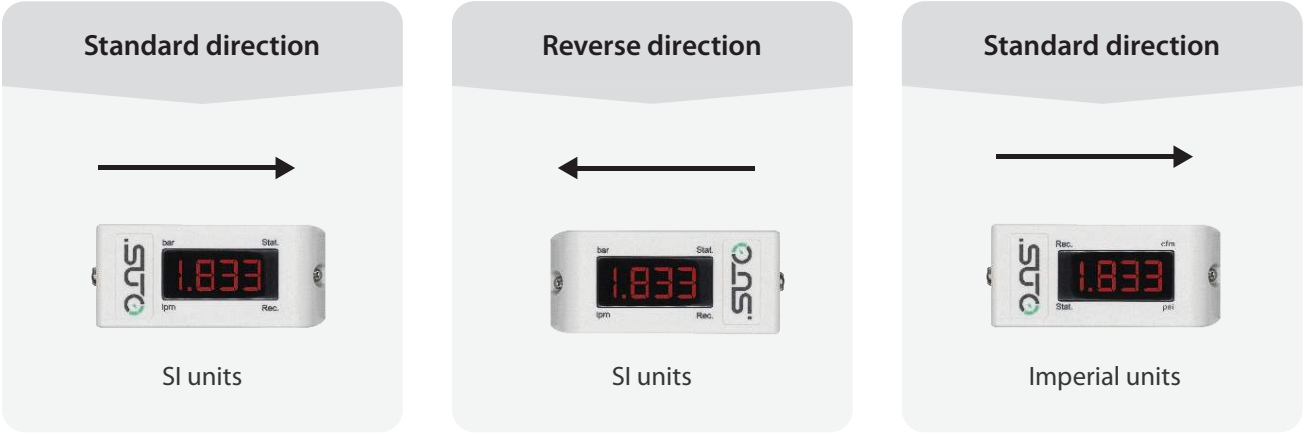 Standard direction
bar
Stat.
SUTO
1.833
lpm
Rec.
SI units
Reverse direction
bar
Stat.
1.833
SUTO
lpm
Rec.
SI units
Standard direction
Rec.
cfm
SUTO
1.833
Stat.
psi
Imperial units